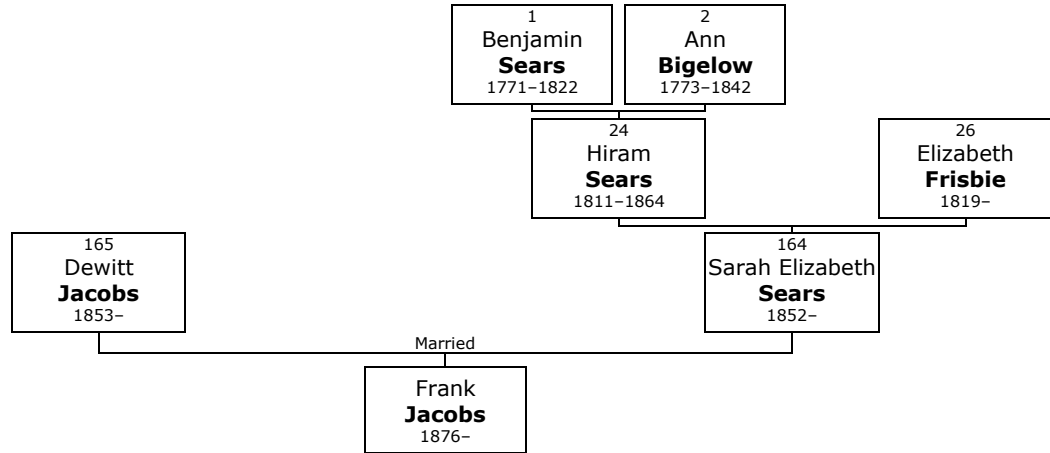 1
Benjamin
Sears
1771–1822
2
Ann
Bigelow
1773–1842
24
Hiram
Sears
1811–1864
26
Elizabeth
Frisbie
1819–
165
Dewitt
Jacobs
1853–
164
Sarah Elizabeth
Sears
1852–
Married
Frank
Jacobs
1876–